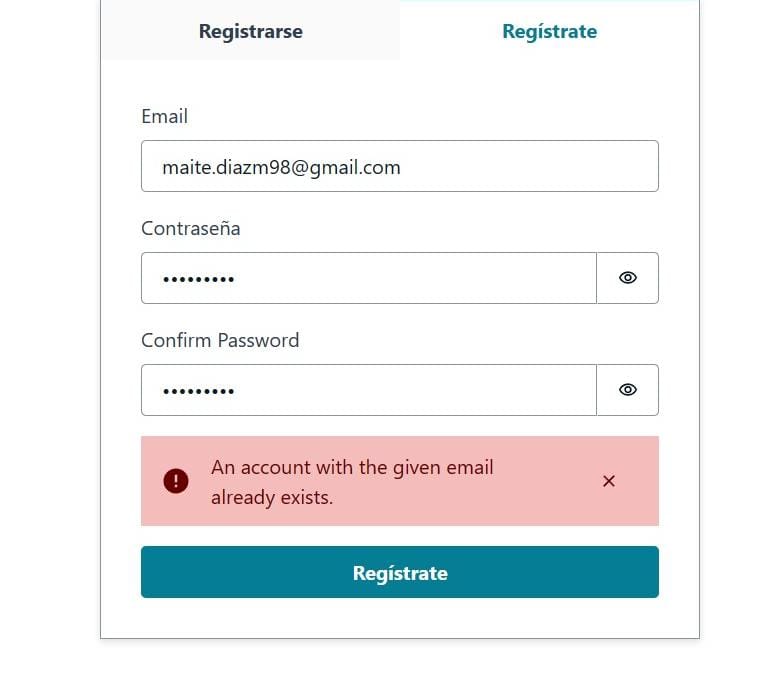 Registrarse
Regístrate
Email
maite.diazm98@gmail.com
Contraseña
•••••••••
Confirm Password
•••••••••
An account with the given email
already exists.
Regístrate